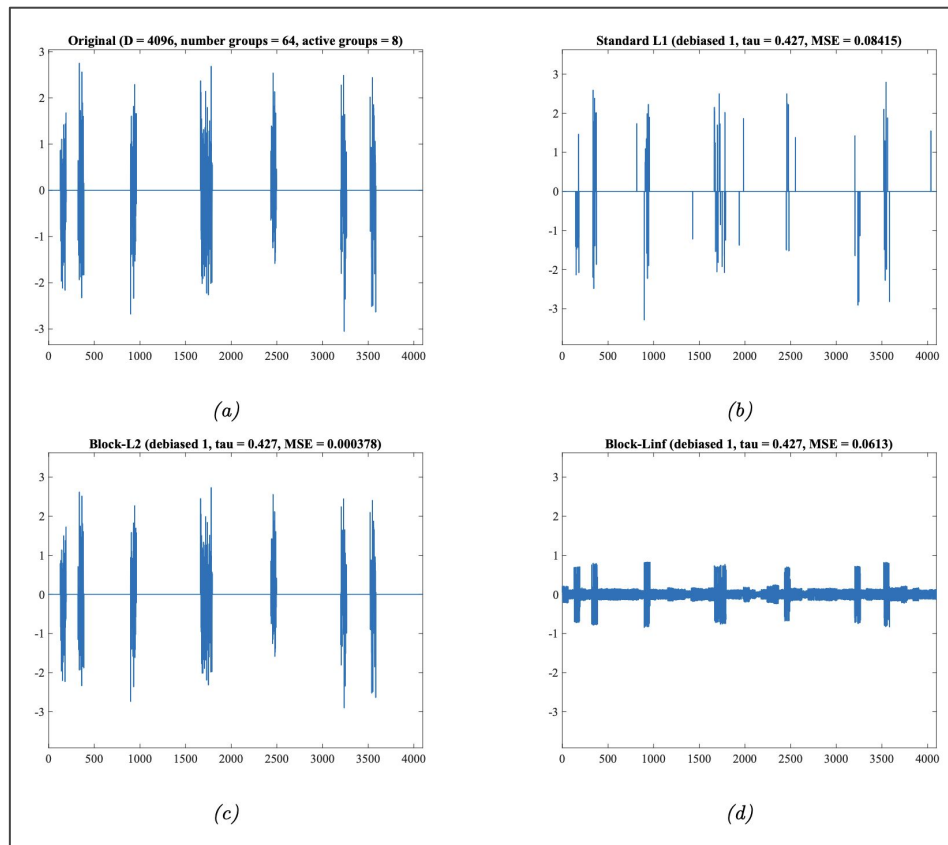 Original (D = 4096, number groups = 64, active groups = 8)
3
2
1
0
-1
-2
-3
0 500 1000 1500 2000 2500 3000 3500 4000
(a)
Standard L1 (debiased 1, tau = 0.427, MSE = 0.08415)
3
2
1
0
-1
-2
-3
0 500 1000 1500 2000 2500 3000 3500 4000
(b)
Block-L2 (debiased 1, tau = 0.427, MSE = 0.000378)
3
2
1
0
-1
-2
-3
0 500 1000 1500 2000 2500 3000 3500 4000
(c)
Block-Linf (debiased 1, tau = 0.427, MSE = 0.0613)
3
2
1
0
-1
-2
-3
0 500 1000 1500 2000 2500 3000 3500 4000
(d)